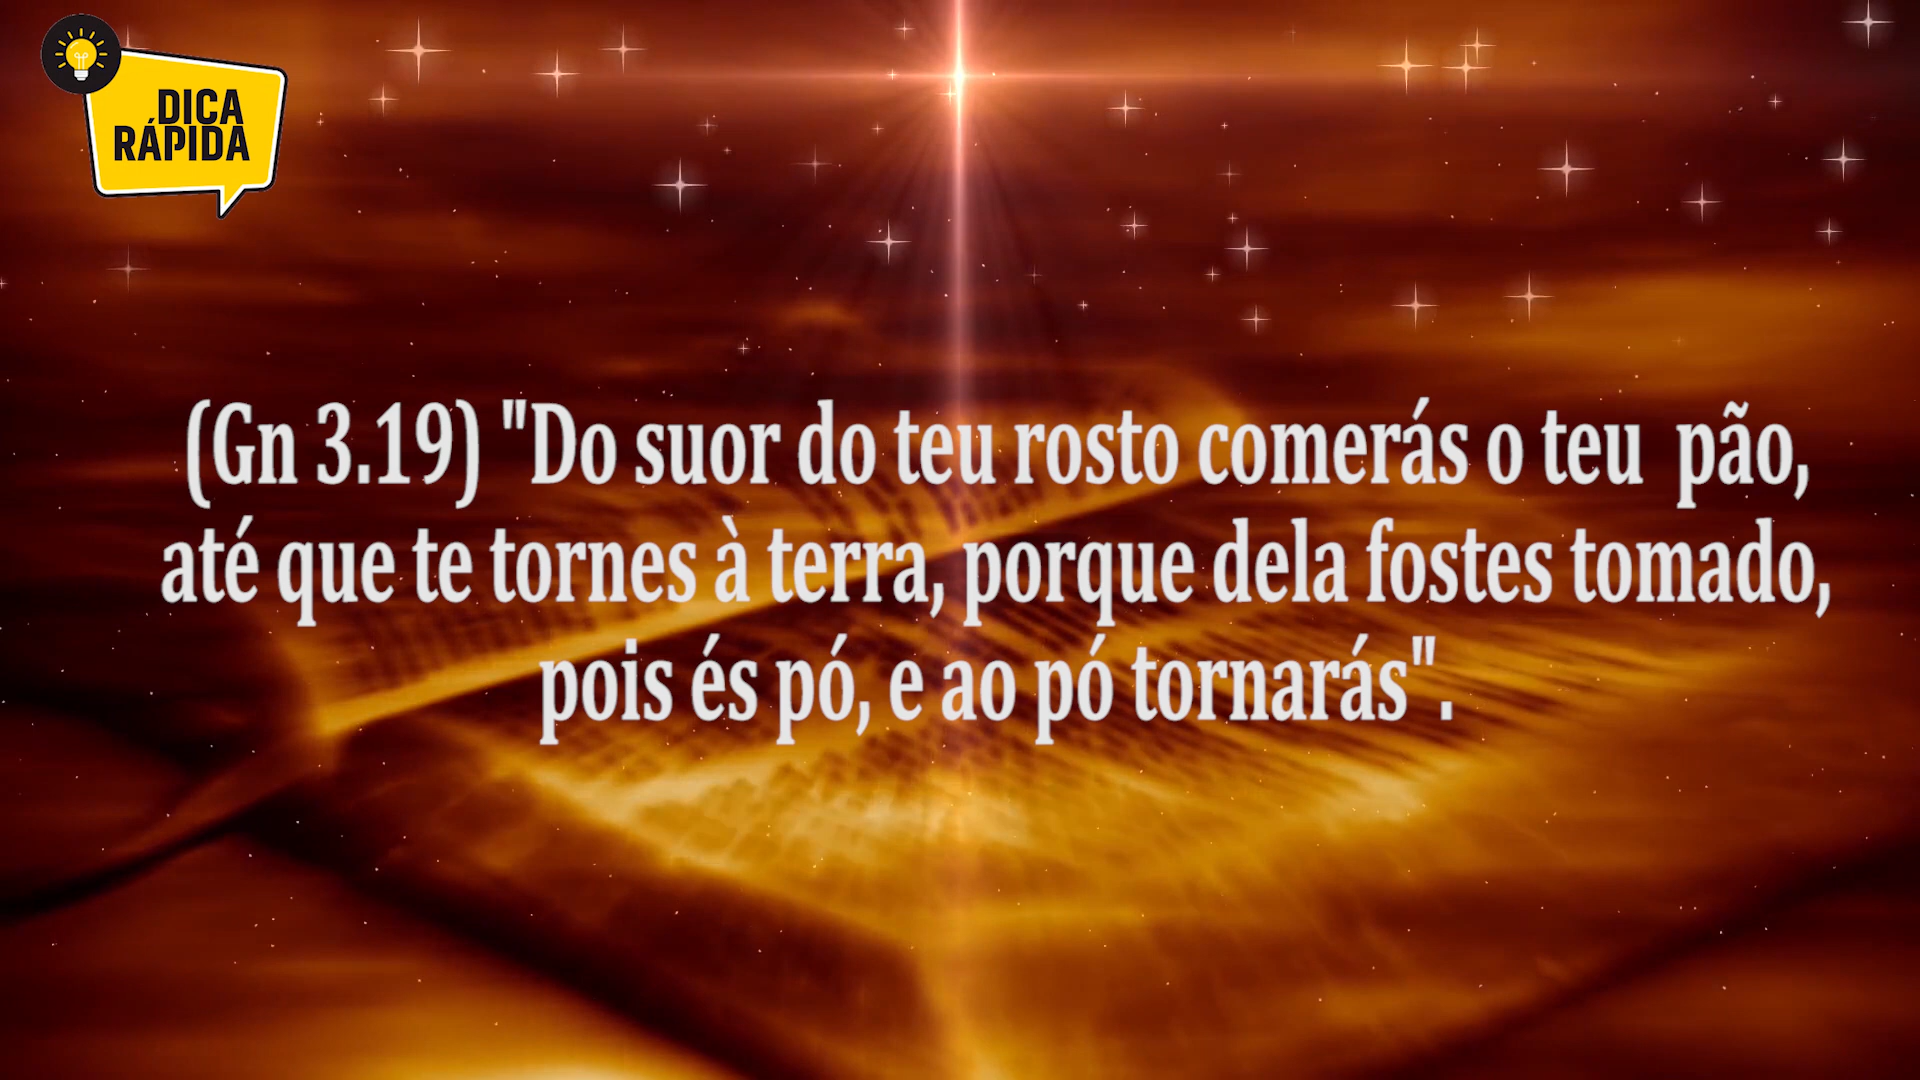 DICA
RÁPIDA
(Gn 3.19) "Do suor do teu rosto comerás o teu pão,
até que te tornes à terra, porque dela fostes tomado,
pois és pó, e ao pó tornarás".